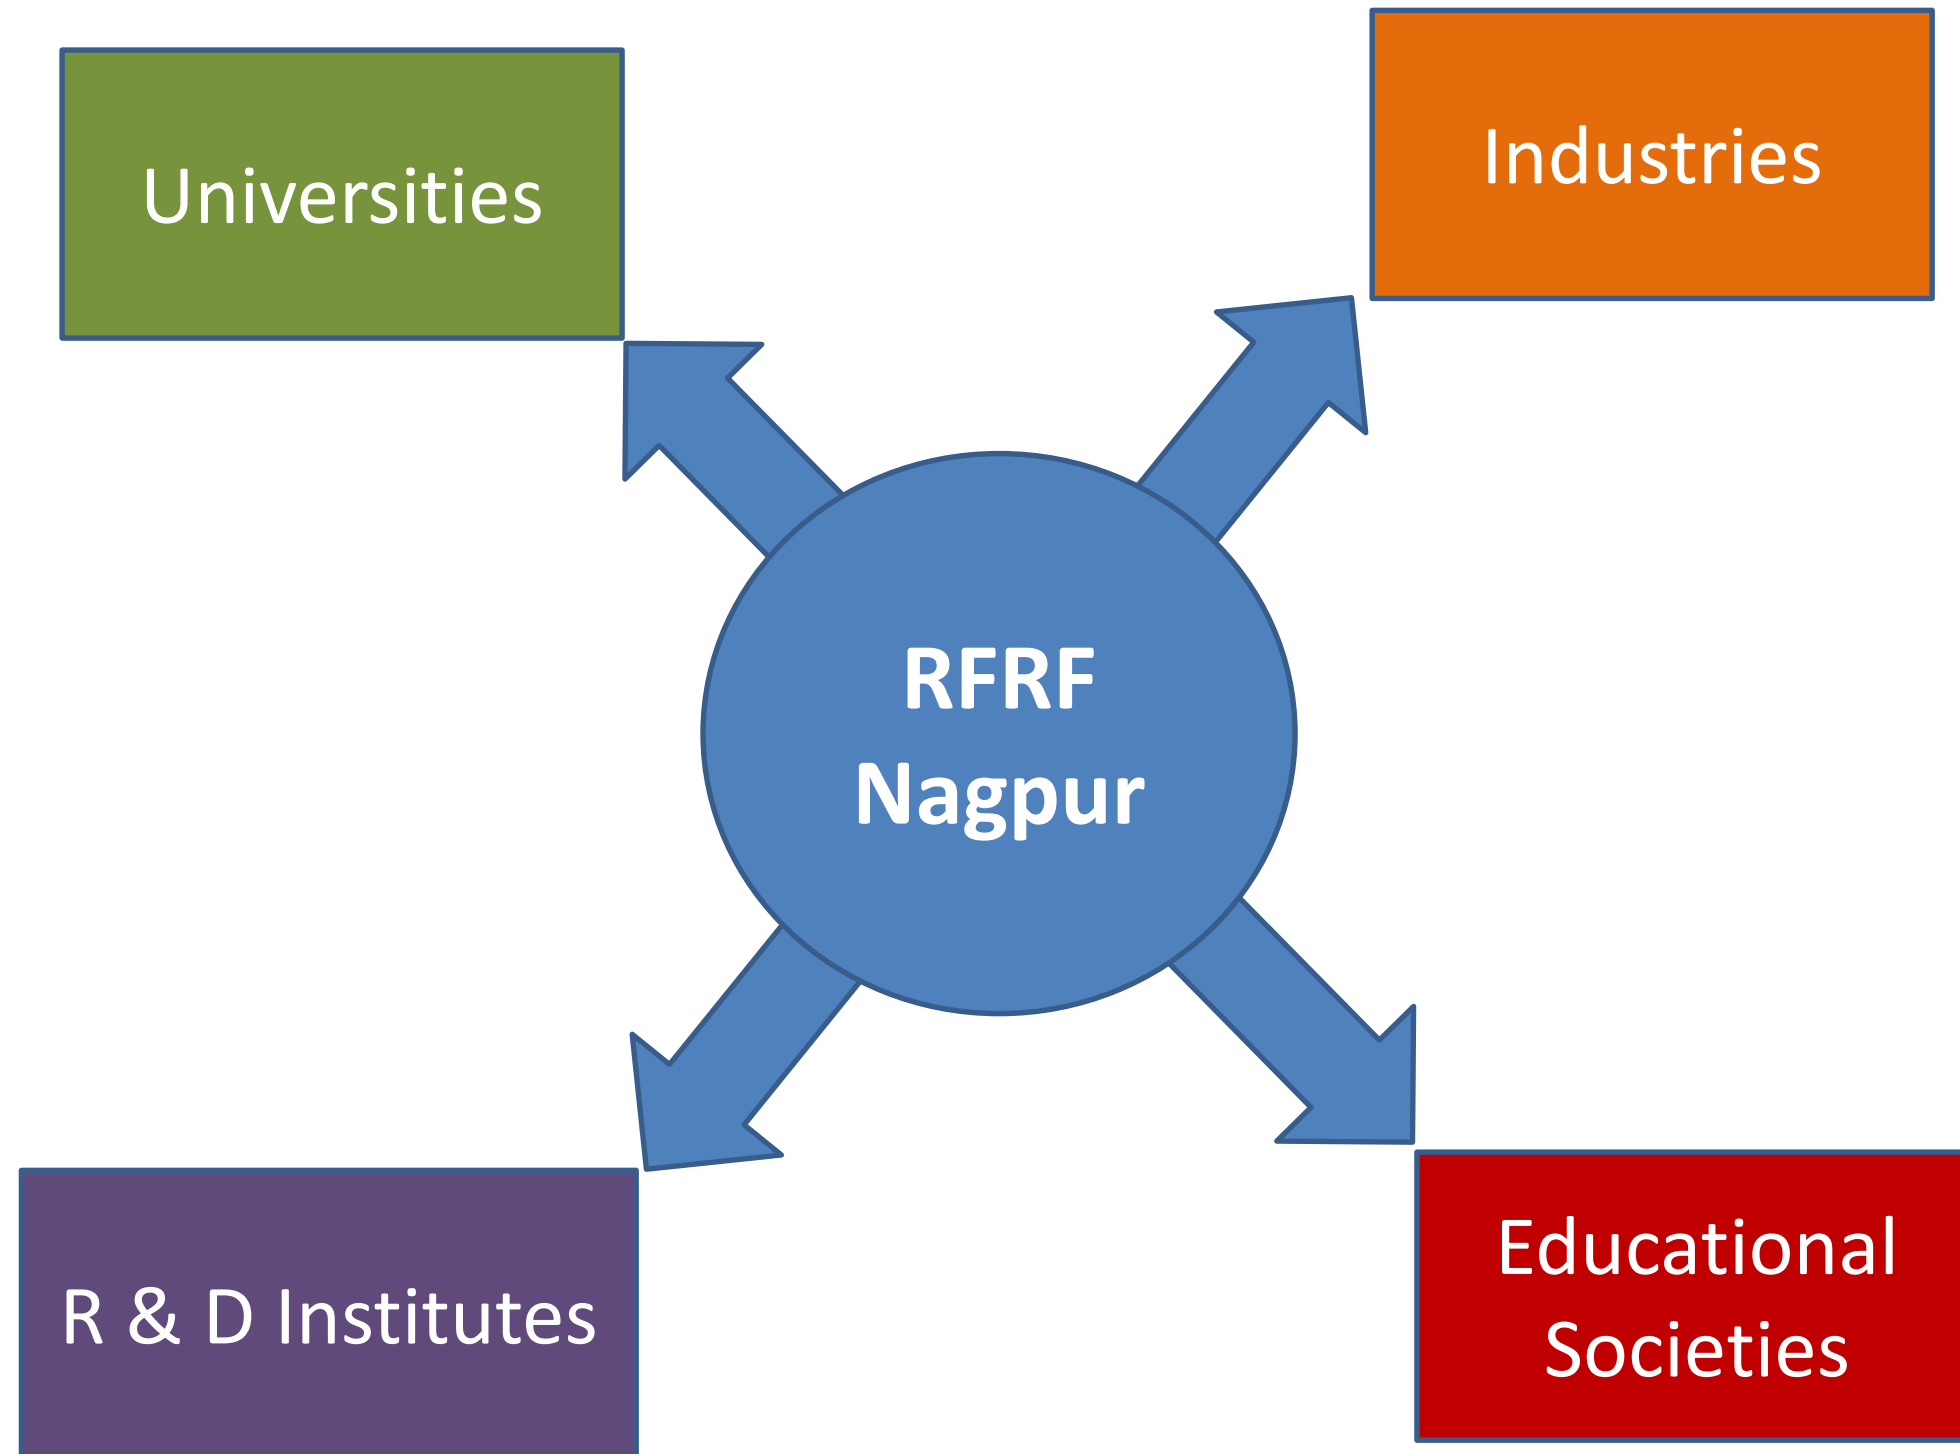 Universities
Industries
RFRF
Nagpur
R & D Institutes
Educational
Societies